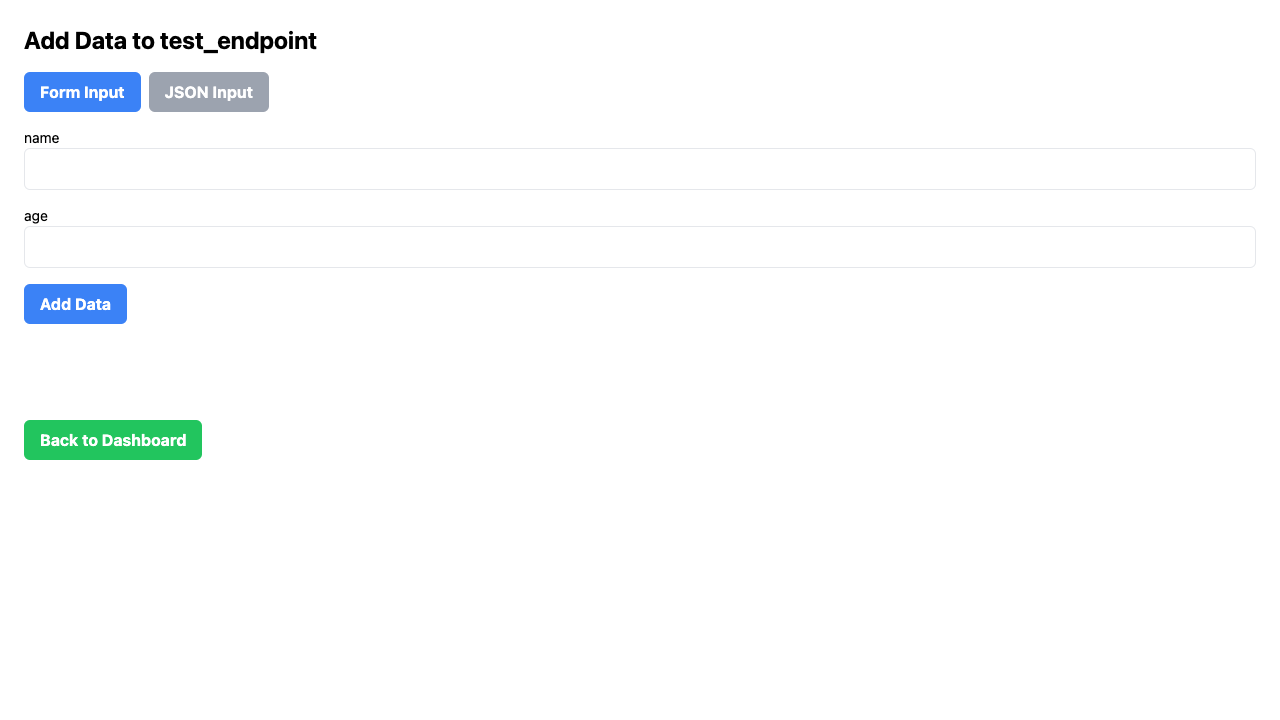 Add Data to test_endpoint
Form Input JSON Input
name
age
Add Data
Back to Dashboard